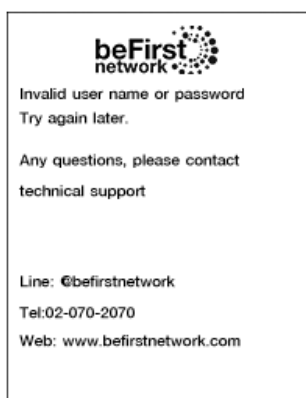 beFirst
network
Invalid user name or password
Try again later.
Any questions, please contact
technical support
Line: @befirstnetwork
Tel:02-070-2070
Web: www.befirstnetwork.com